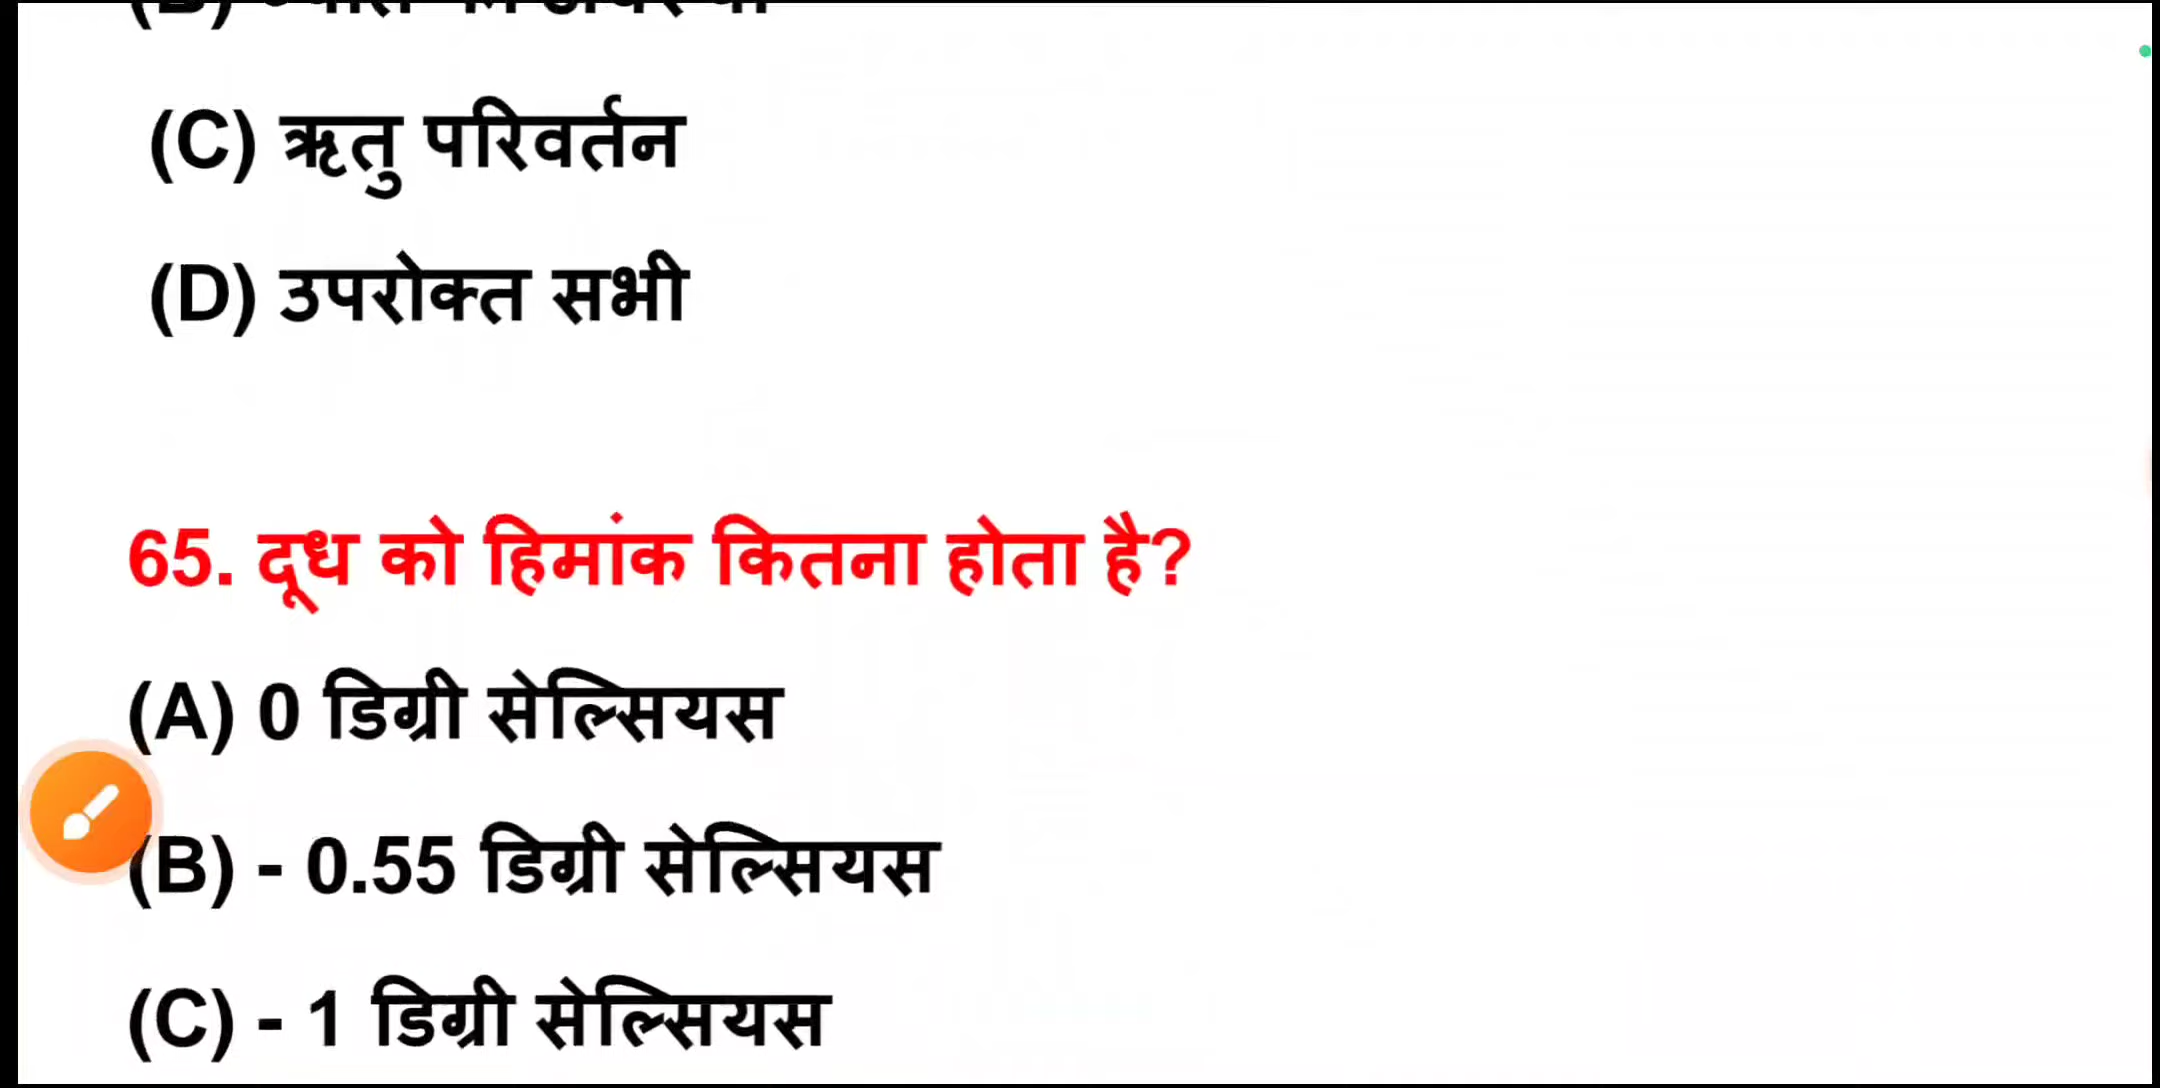 (C) ऋतु परिवर्तन
(D) उपरोक्त सभी
65. दूध को हिमांक कितना होता है?
(A) 0 डिग्री सेल्सियस
(B) - 0.55 डिग्री सेल्सियस
(C) - 1 डिग्री सेल्सियस